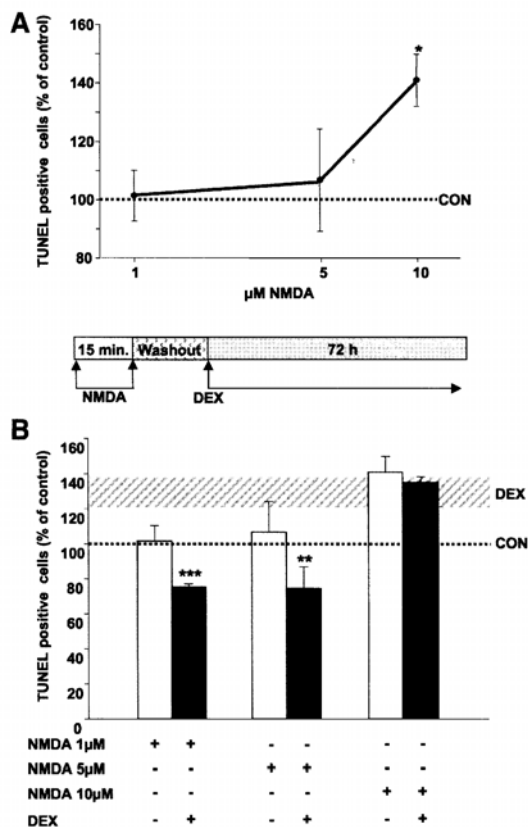 A
TUNEL positive cells (% of control)
160
140
120
100
80
*
CON
1 5 10
µM NMDA
15 min. Washout 72 h
NMDA DEX
B
TUNEL positive cells (% of control)
160
140
120
100
80
60
40
20
0
DEX
CON
*** **
NMDA 1µM + + - - - -
NMDA 5µM - - + + - -
NMDA 10µM - - - - + +
DEX - + - + - +